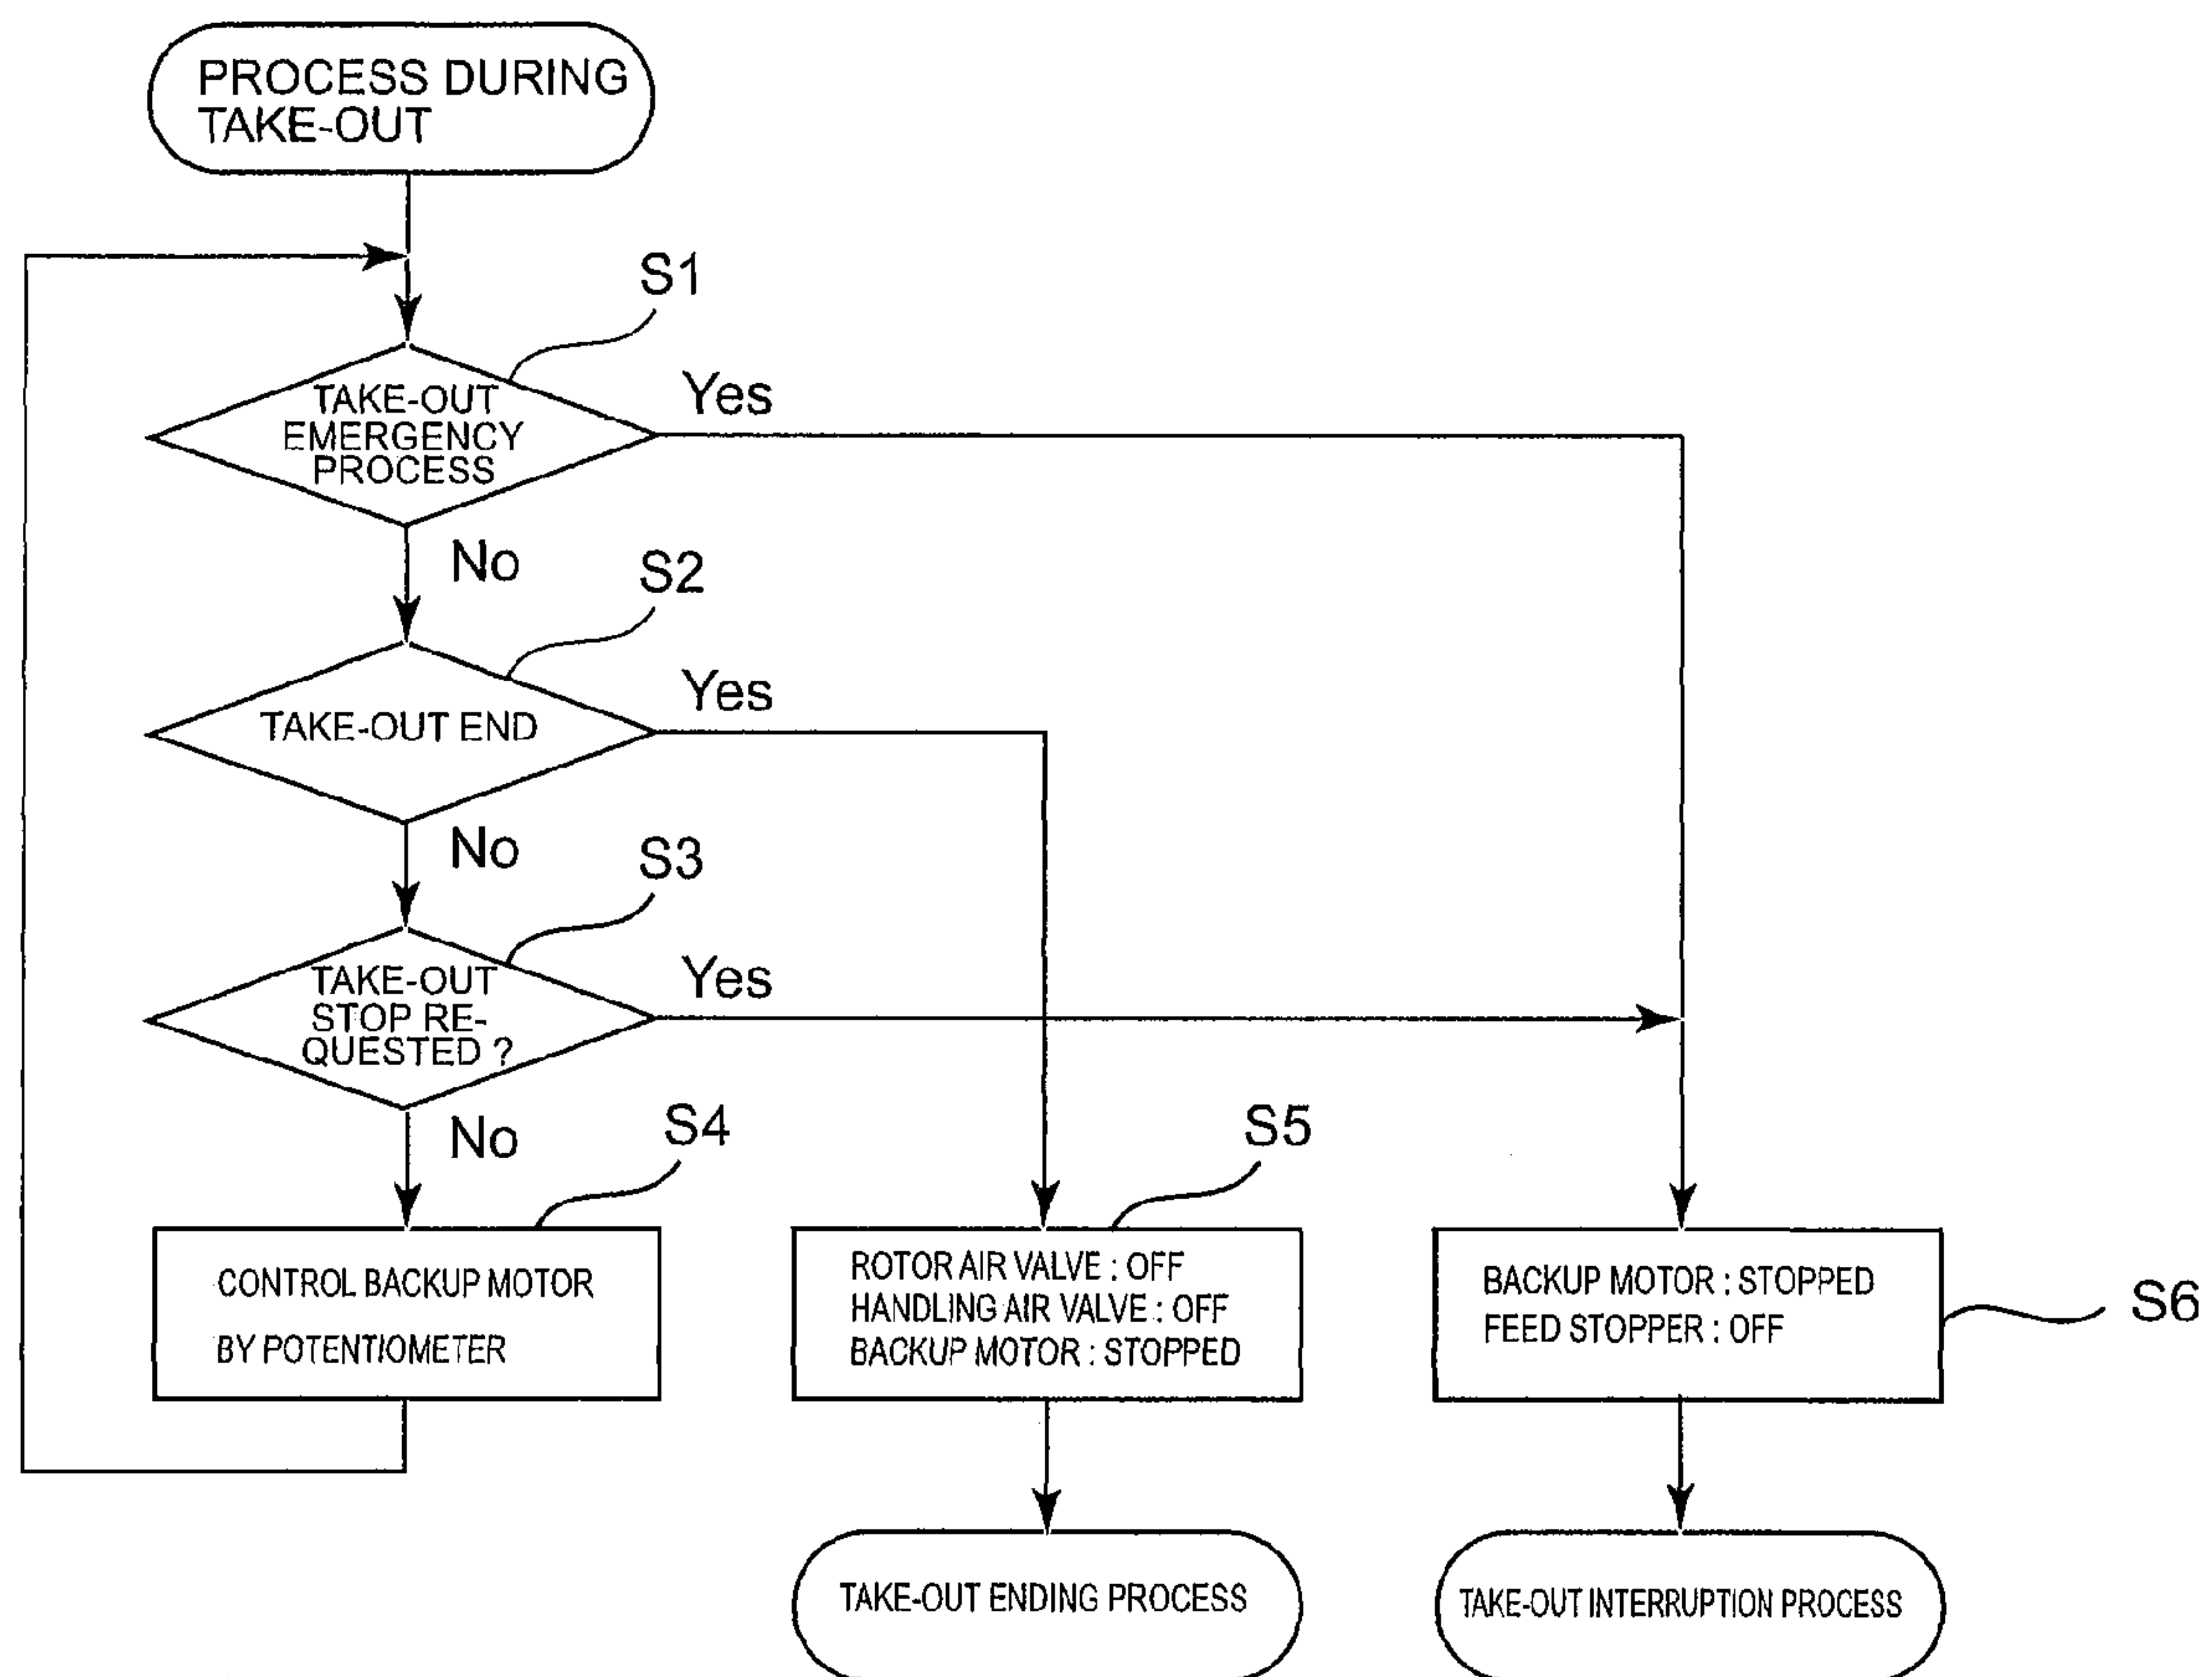 PROCESS DURING
TAKE-OUT
S1
TAKE-OUT
EMERGENCY
PROCESS
Yes
No
S2
TAKE-OUT END
Yes
No
S3
TAKE-OUT
STOP RE-
QUESTED ?
Yes
No
S4
CONTROL BACKUP MOTOR
BY POTENTIOMETER
S5
ROTOR AIR VALVE : OFF
HANDLING AIR VALVE : OFF
BACKUP MOTOR : STOPPED
BACKUP MOTOR : STOPPED
FEED STOPPER : OFF
S6
TAKE-OUT ENDING PROCESS
TAKE-OUT INTERRUPTION PROCESS